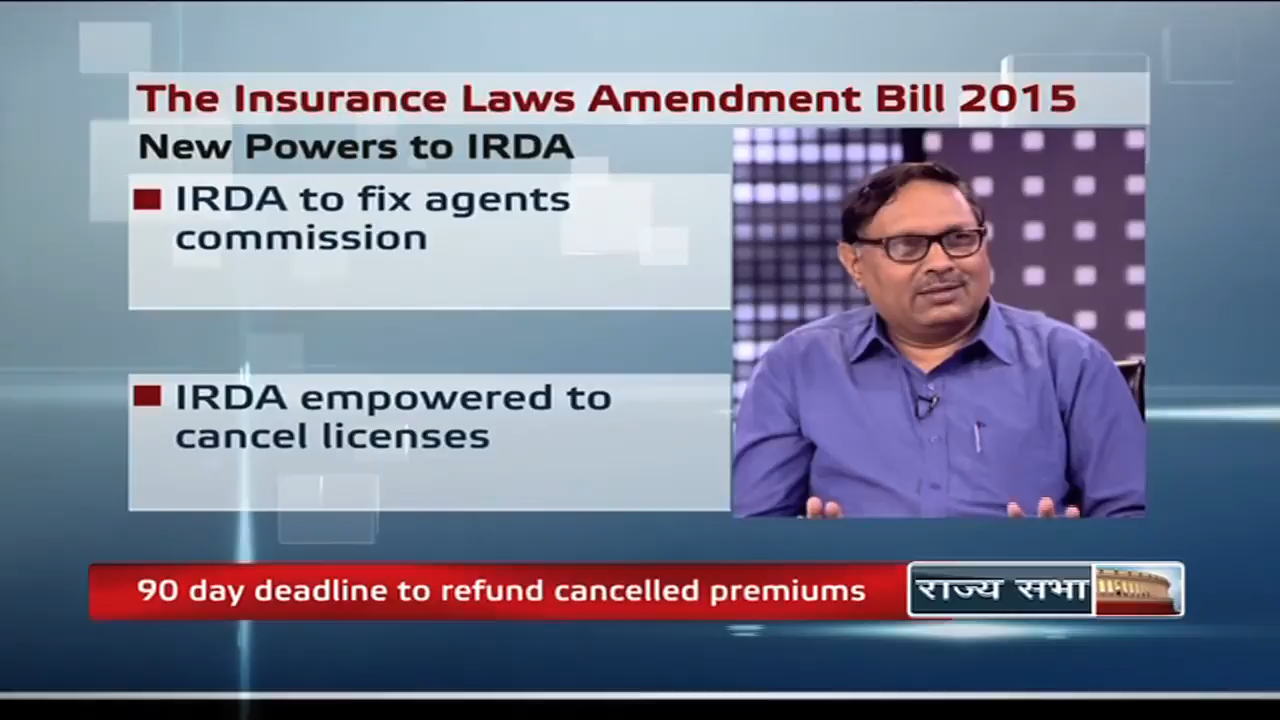 The Insurance Laws Amendment Bill 2015
New Powers to IRDA
IRDA to fix agents
commission
IRDA empowered to
cancel licenses
90 day deadline to refund cancelled premiums
राज्य सभा